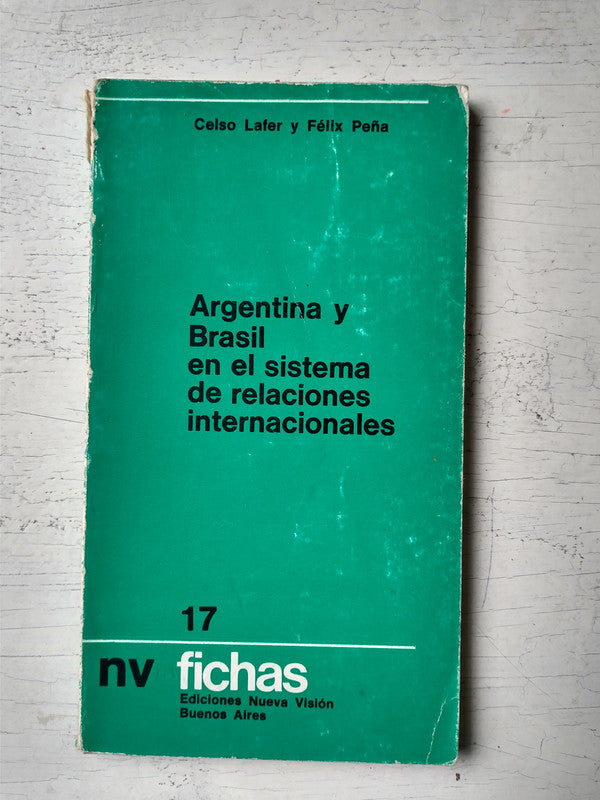 Celso Lafer y Félix Peña
Argentina y
Brasil
en el sistema
de relaciones
internacionales
17
nv fichas
Ediciones Nueva Visión
Buenos Aires